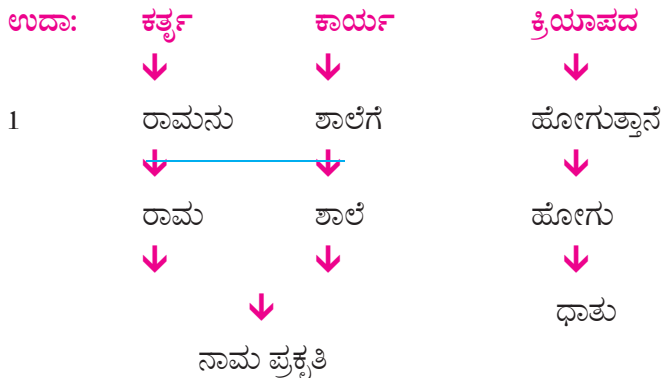 ಉದಾ: ಕರ್ತೃ ಕಾರ್ಯ ಕ್ರಿಯಾಪದ
1 ರಾಮನು ಶಾಲೆಗೆ ಹೋಗುತ್ತಾನೆ
ರಾಮ ಶಾಲೆ ಹೋಗು
ಧಾತು
ನಾಮ ಪ್ರಕೃತಿ